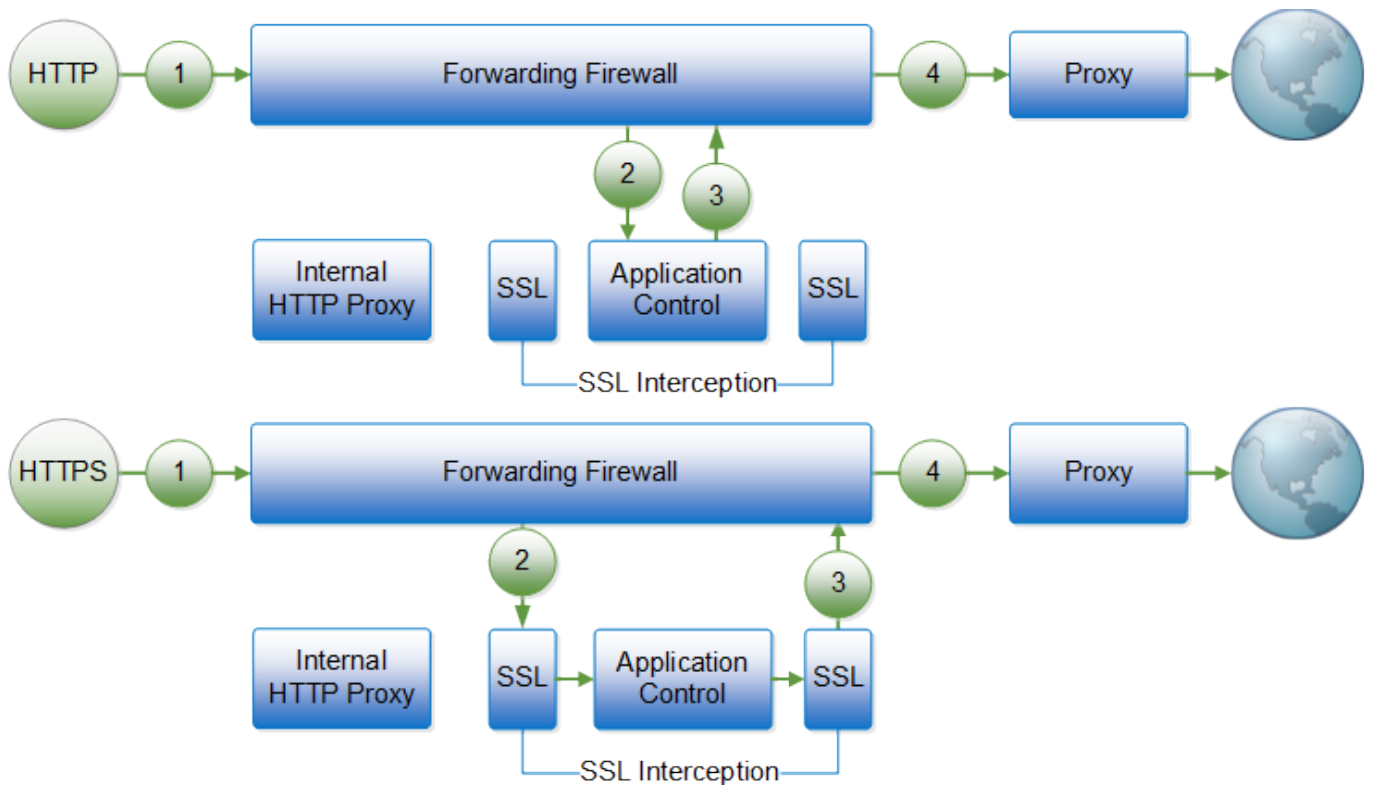 HTTP
1
Forwarding Firewall
4
Proxy
2
3
Internal
HTTP Proxy
SSL
Application
Control
SSL
SSL Interception
HTTPS
1
Forwarding Firewall
4
Proxy
2
3
Internal
HTTP Proxy
SSL
Application
Control
SSL
SSL Interception